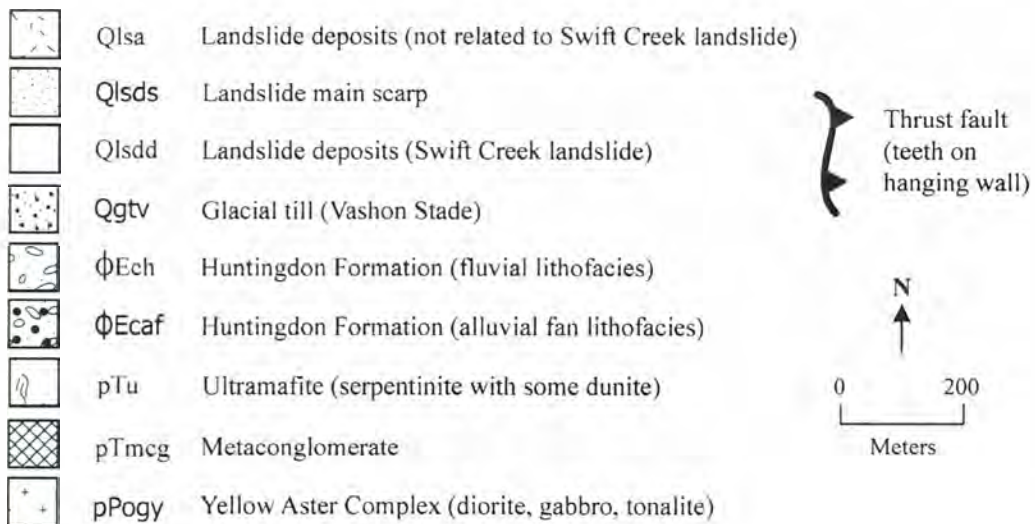 Qlsa Landslide deposits (not related to Swift Creek landslide)
Qlsds Landslide main scarp
Qlsdd Landslide deposits (Swift Creek landslide)
Qgtv Glacial till (Vashon Stade)
ϕEch Huntingdon Formation (fluvial lithofacies)
ϕEcaf Huntingdon Formation (alluvial fan lithofacies)
pTu Ultramafite (serpentinite with some dunite)
pTmcg Metaconglomerate
pPogy Yellow Aster Complex (diorite, gabbro, tonalite)
Thrust fault
(teeth on
hanging wall)
N
0 200
Meters